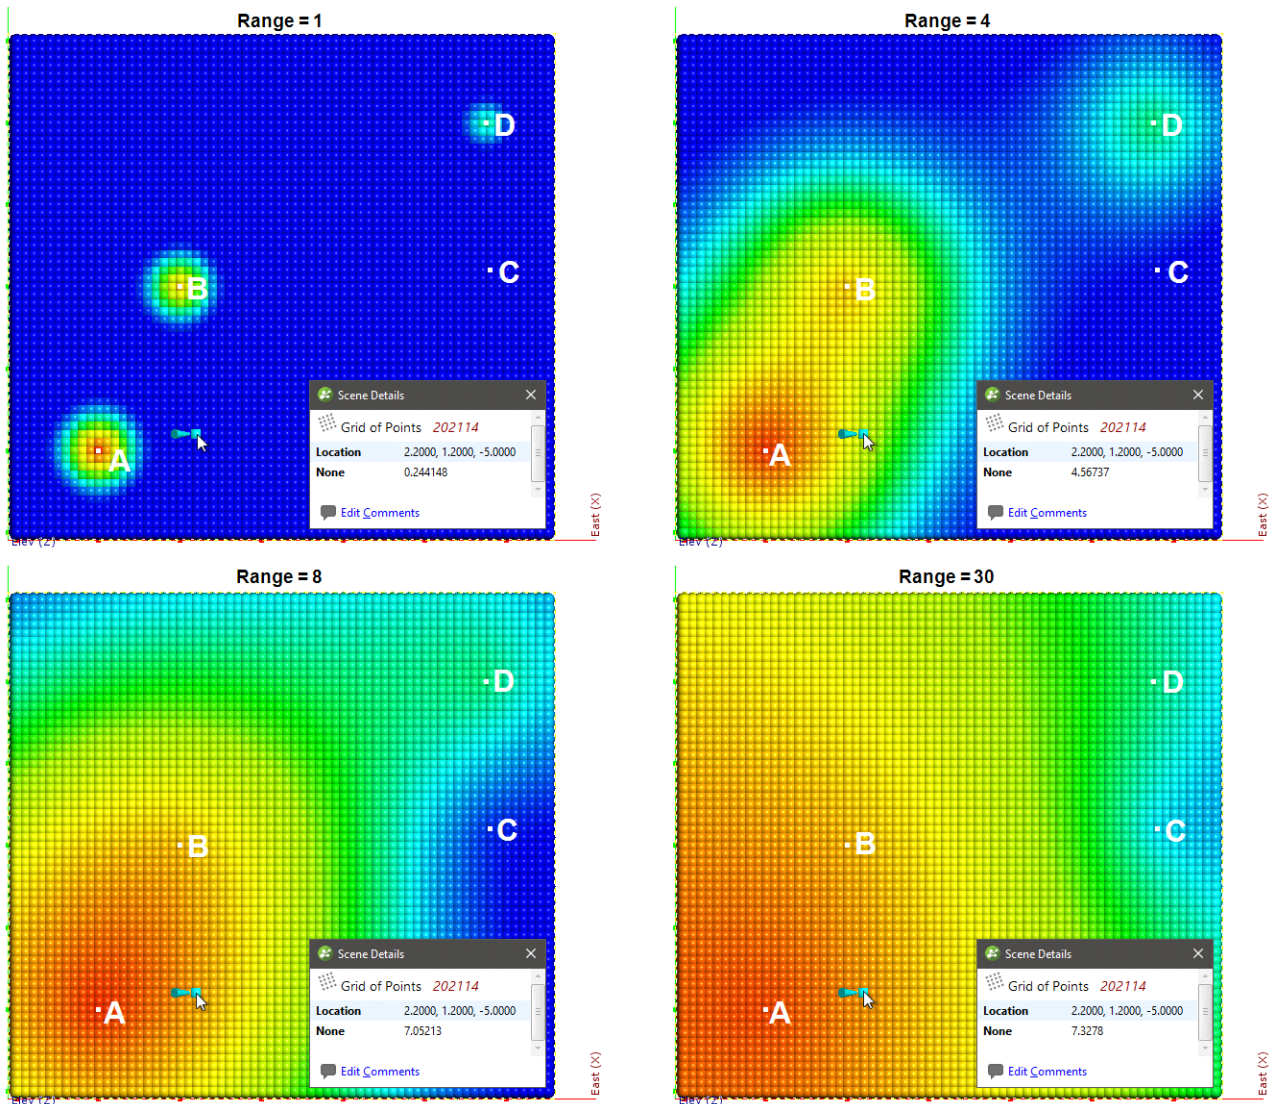 Range = 1
D
B
C
A
Scene Details
Grid of Points 202114
Location 2.2000, 1.2000, -5.0000
None 0.244148
Edit Comments
East (X)
Elev (Z)
Range = 4
D
B
C
A
Scene Details
Grid of Points 202114
Location 2.2000, 1.2000, -5.0000
None 4.56737
Edit Comments
East (X)
Elev (Z)
Range = 8
D
B
C
A
Scene Details
Grid of Points 202114
Location 2.2000, 1.2000, -5.0000
None 7.05213
Edit Comments
East (X)
Elev (Z)
Range = 30
D
B
C
A
Scene Details
Grid of Points 202114
Location 2.2000, 1.2000, -5.0000
None 7.3278
Edit Comments
East (X)
Elev (Z)